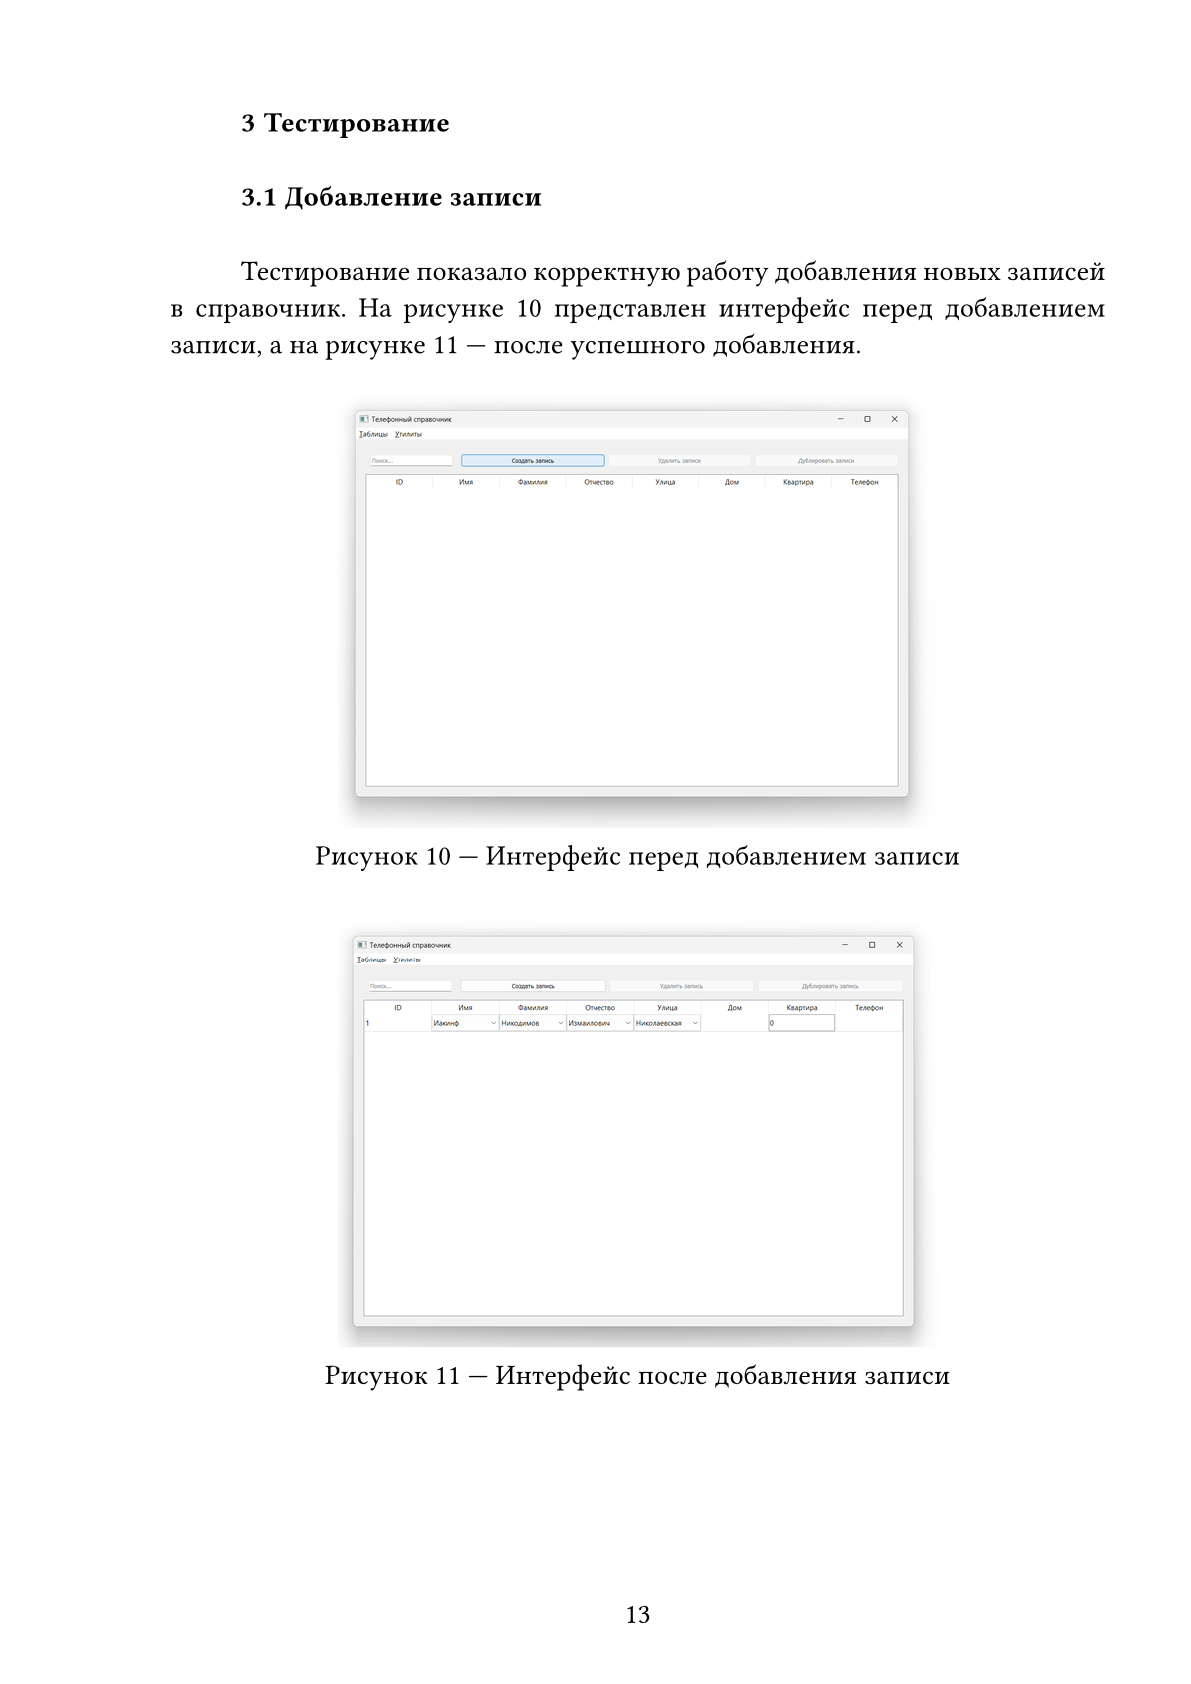 3 Тестирование
3.1 Добавление записи
Тестирование показало корректную работу добавления новых записей
в справочник. На рисунке 10 представлен интерфейс перед добавлением
записи, а на рисунке 11 — после успешного добавления.
Телефонный справочник
Таблицы Утилиты
Поиск... Создать запись Удалить записи Дублировать записи
ID Имя Фамилия Отчество Улица Дом Квартира Телефон
Рисунок 10 — Интерфейс перед добавлением записи
Телефонный справочник
Таблицы Утилиты
Поиск... Создать запись Удалить запись Дублировать запись
ID Имя Фамилия Отчество Улица Дом Квартира Телефон
1 Иакинф Никодимов Измаилович Николаевская 0
Рисунок 11 — Интерфейс после добавления записи
13